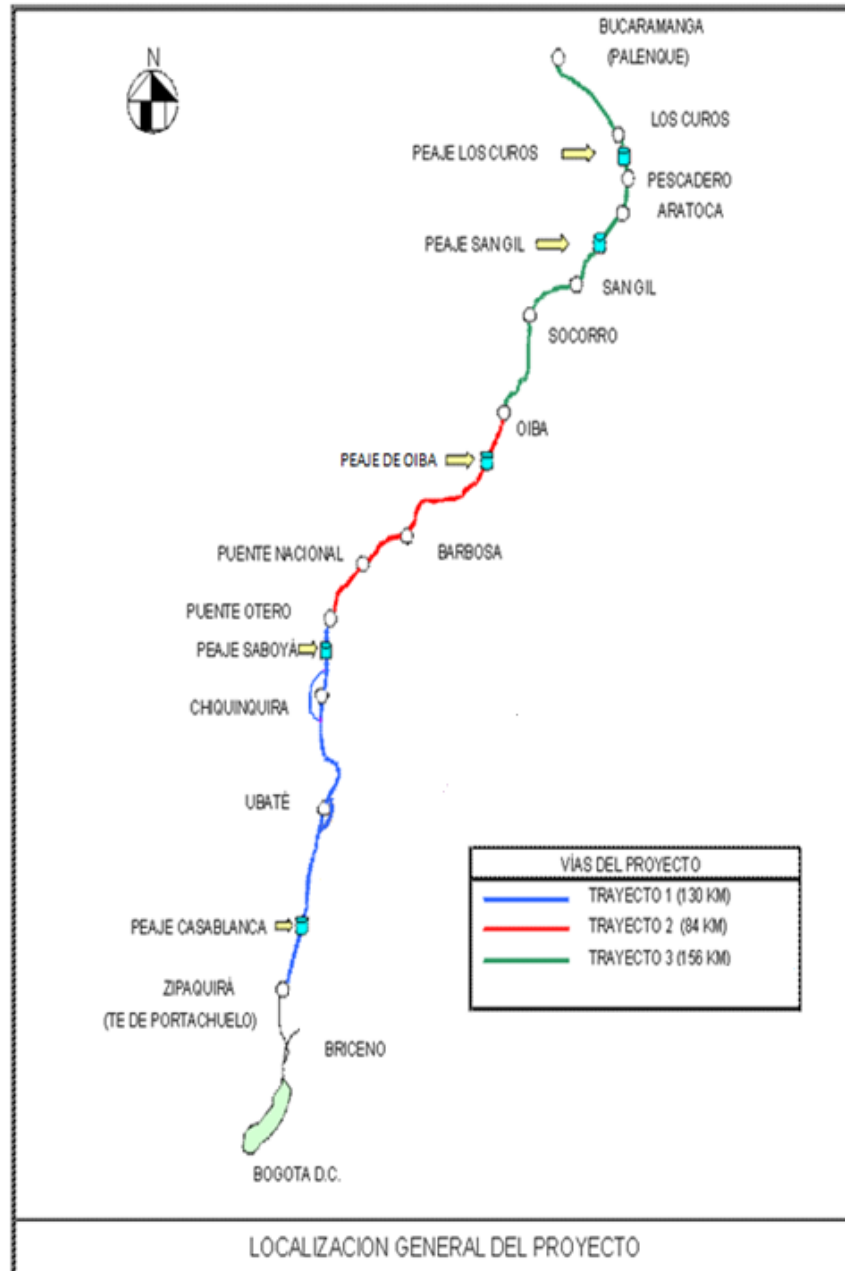 BUCARAMANGA
(PALENQUE)
N
LOS CUROS
PEAJE LOS CUROS
PESCADERO
ARATOCA
PEAJE SAN GIL
SAN GIL
SOCORRO
OIBA
PEAJE DE OIBA
BARBOSA
PUENTE NACIONAL
PUENTE OTERO
PEAJE SABOYÁ
CHIQUINQUIRA
UBATÉ
VÍAS DEL PROYECTO
TRAYECTO 1 (130 KM)
TRAYECTO 2 (84 KM)
TRAYECTO 3 (156 KM)
PEAJE CASABLANCA
ZIPAQUIRÁ
(TE DE PORTACHUELO)
BRICENO
BOGOTA D.C.
LOCALIZACION GENERAL DEL PROYECTO